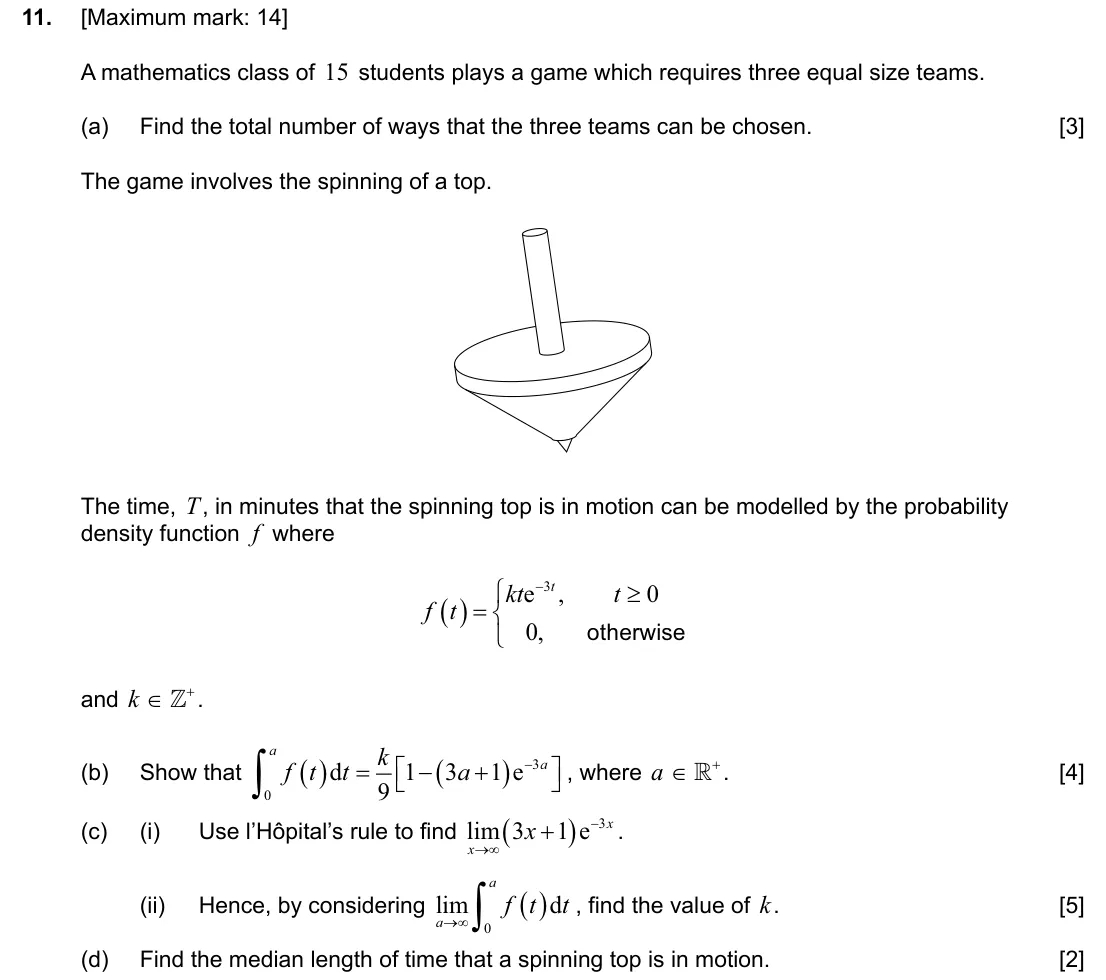 11. [Maximum mark: 14]
A mathematics class of 15 students plays a game which requires three equal size teams.
(a) Find the total number of ways that the three teams can be chosen. [3]
The game involves the spinning of a top.
The time, T, in minutes that the spinning top is in motion can be modelled by the probability
density function f where
f(t) = { kte⁻³ᵗ, t ≥ 0
0, otherwise
and k ∈ ℤ⁺.
(b) Show that ∫₀ᵃ f(t)dt = k/9 [1−(3a+1)e⁻³ᵃ], where a ∈ ℝ⁺. [4]
(c) (i) Use l'Hôpital's rule to find lim x→∞ (3x+1)e⁻³ˣ.
(ii) Hence, by considering lim a→∞ ∫₀ᵃ f(t)dt, find the value of k. [5]
(d) Find the median length of time that a spinning top is in motion. [2]